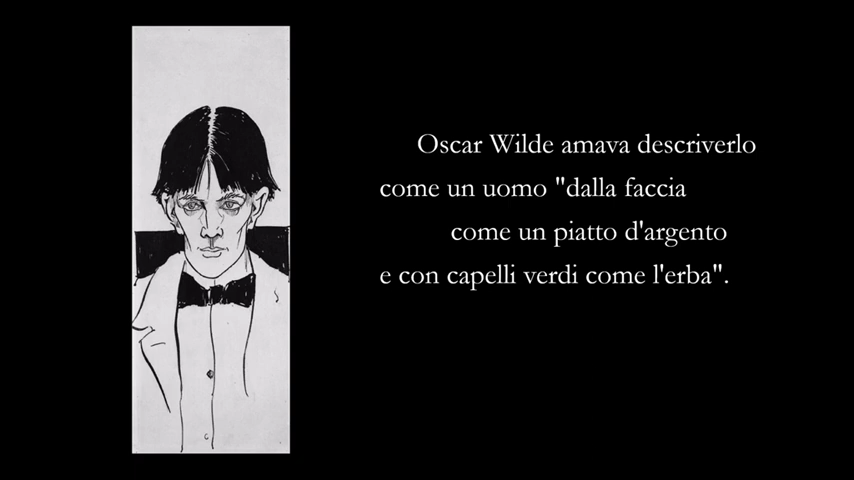 Oscar Wilde amava descriverlo
come un uomo "dalla faccia
come un piatto d'argento
e con capelli verdi come l'erba".